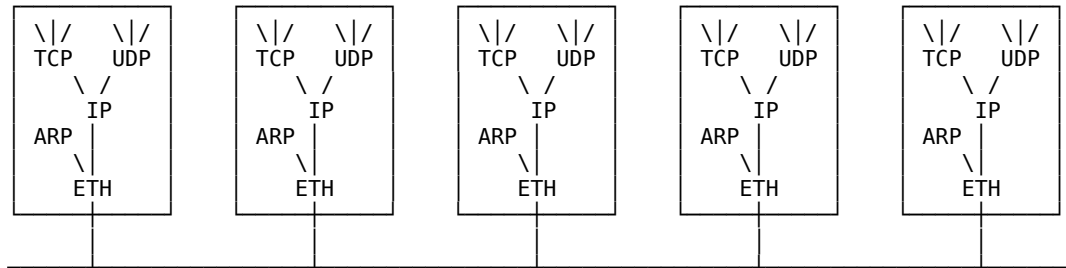 TCP UDP TCP UDP TCP UDP TCP UDP TCP UDP
IP IP IP IP IP
ARP ARP ARP ARP ARP
ETH ETH ETH ETH ETH